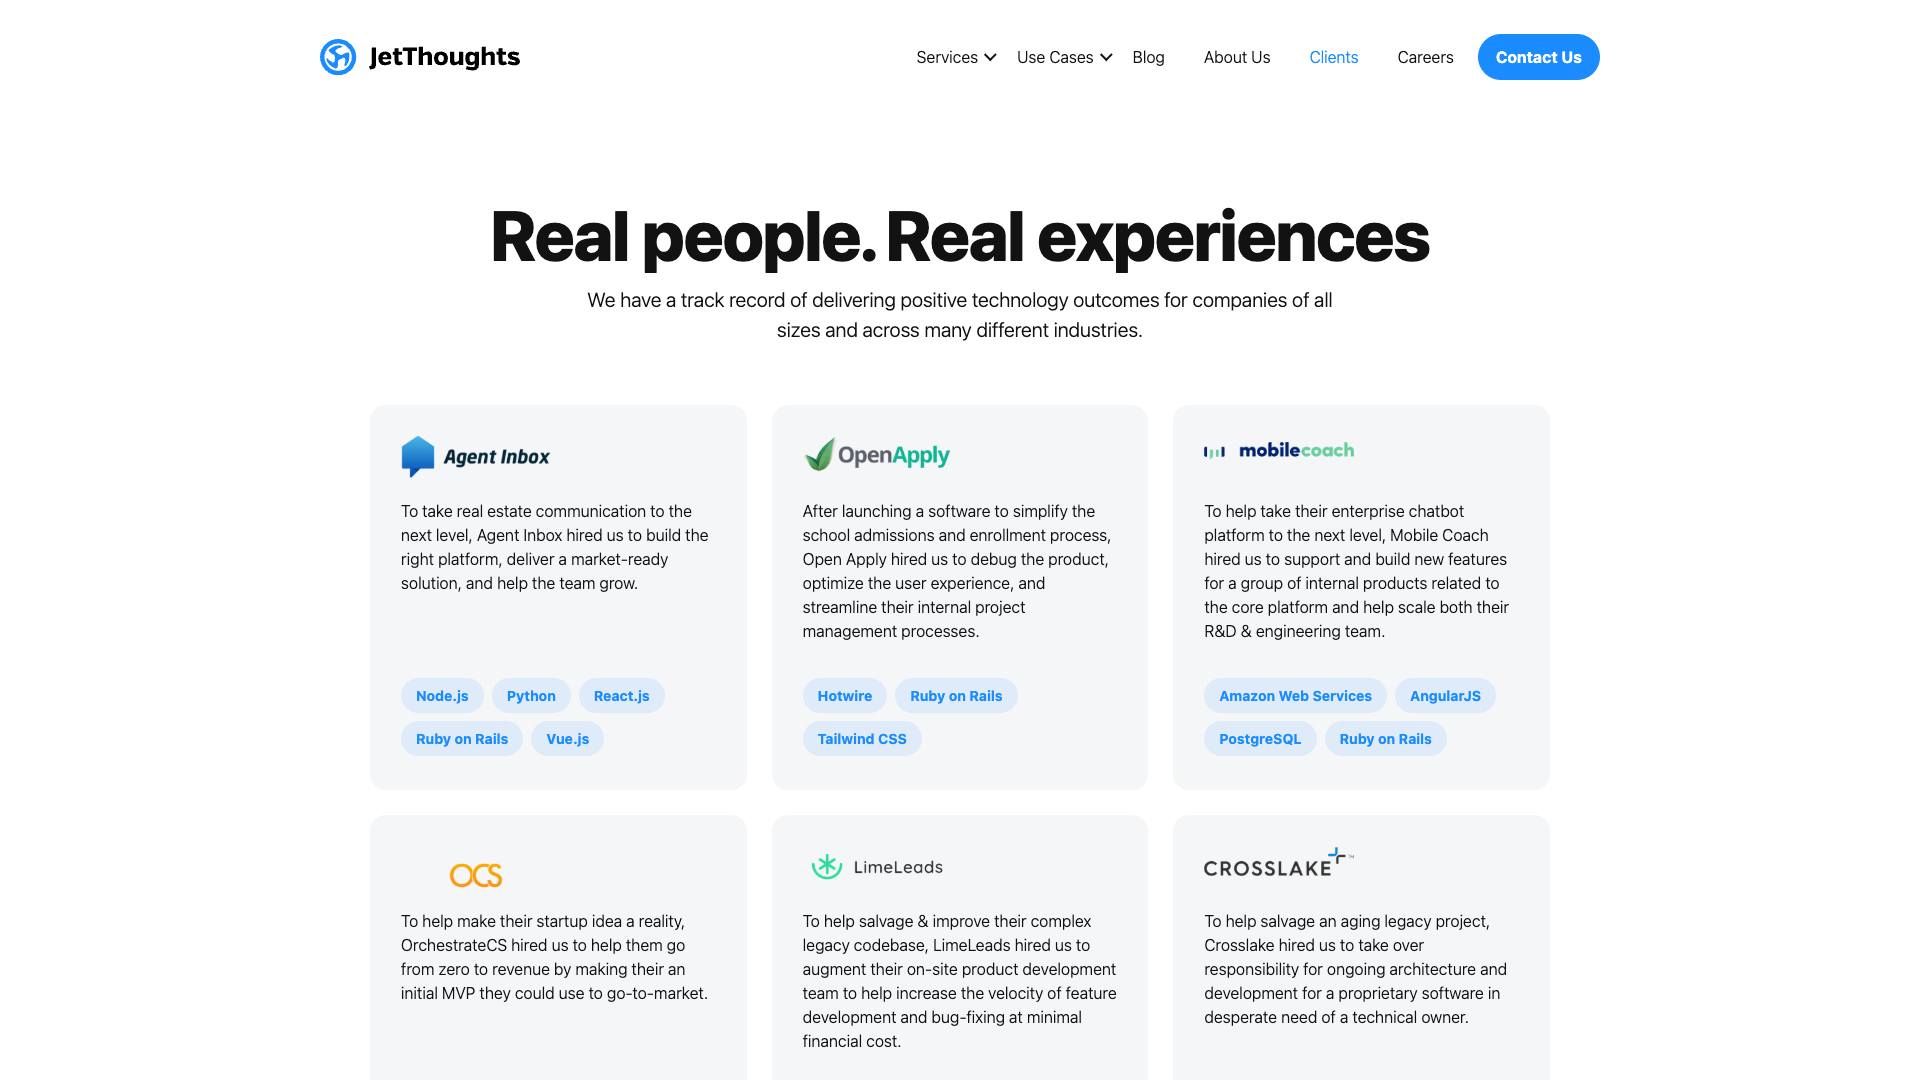 JetThoughts
Services
Use Cases
Blog
About Us
Clients
Careers
Contact Us
Real people. Real experiences
We have a track record of delivering positive technology outcomes for companies of all
sizes and across many different industries.
Agent Inbox
To take real estate communication to the
next level, Agent Inbox hired us to build the
right platform, deliver a market-ready
solution, and help the team grow.
Node.js
Python
React.js
Ruby on Rails
Vue.js
OpenApply
After launching a software to simplify the
school admissions and enrollment process,
Open Apply hired us to debug the product,
optimize the user experience, and
streamline their internal project
management processes.
Hotwire
Ruby on Rails
Tailwind CSS
mobilecoach
To help take their enterprise chatbot
platform to the next level, Mobile Coach
hired us to support and build new features
for a group of internal products related to
the core platform and help scale both their
R&D & engineering team.
Amazon Web Services
AngularJS
PostgreSQL
Ruby on Rails
OCS
To help make their startup idea a reality,
OrchestrateCS hired us to help them go
from zero to revenue by making their an
initial MVP they could use to go-to-market.
LimeLeads
To help salvage & improve their complex
legacy codebase, LimeLeads hired us to
augment their on-site product development
team to help increase the velocity of feature
development and bug-fixing at minimal
financial cost.
CROSSLAKE™
To help salvage an aging legacy project,
Crosslake hired us to take over
responsibility for ongoing architecture and
development for a proprietary software in
desperate need of a technical owner.